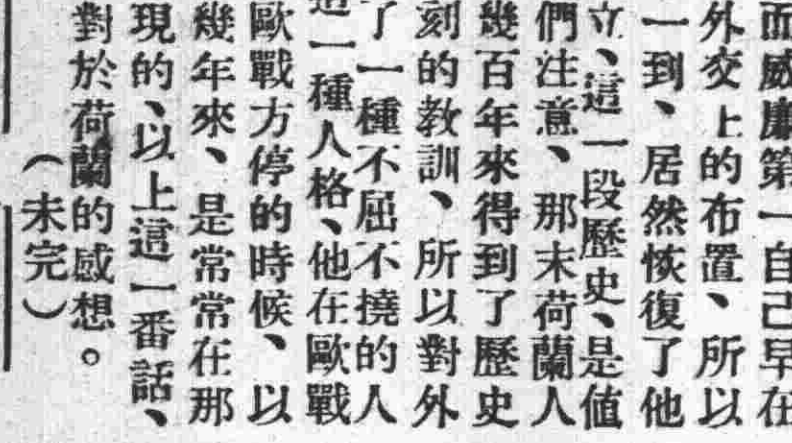 而威廉第一自己早在
外交上的布置、所以
一到、居然恢復了他
立、這一段歷史、是值
們注意、那末荷蘭人
幾百年來得到了歷史
刻的教訓、所以對外
了一種不屈不撓的人
這一種人格、他在歐戰
歐戰方停的時候、以
幾年來、是常常在那
現的、以上這一番話、
對於荷蘭的感想。
（未完）